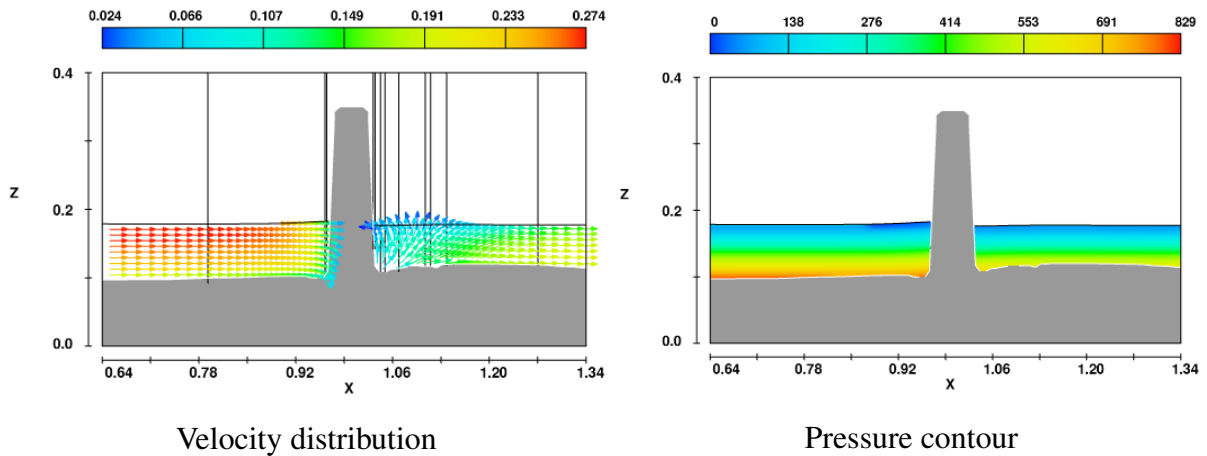 0.024 0.066 0.107 0.149 0.191 0.233 0.274
0.4
0.2
0.0
Z
0.64 0.78 0.92 1.06 1.20 1.34
X
Velocity distribution
0 138 276 414 553 691 829
0.4
0.2
0.0
Z
0.64 0.78 0.92 1.06 1.20 1.34
X
Pressure contour